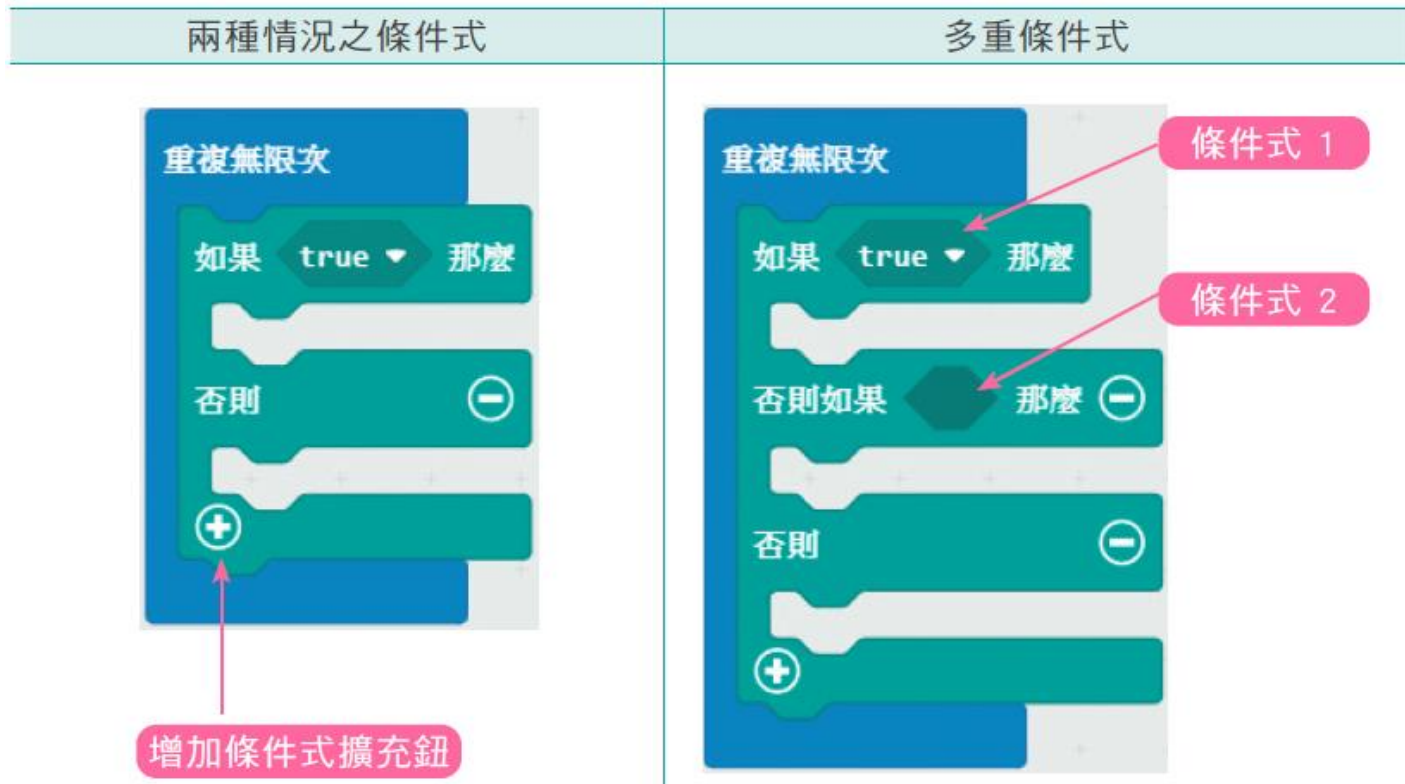 兩種情況之條件式
多重條件式
重複無限次
如果 true 那麼
否則
增加條件式擴充鈕
重複無限次
條件式 1
如果 true 那麼
條件式 2
否則如果 那麼
否則